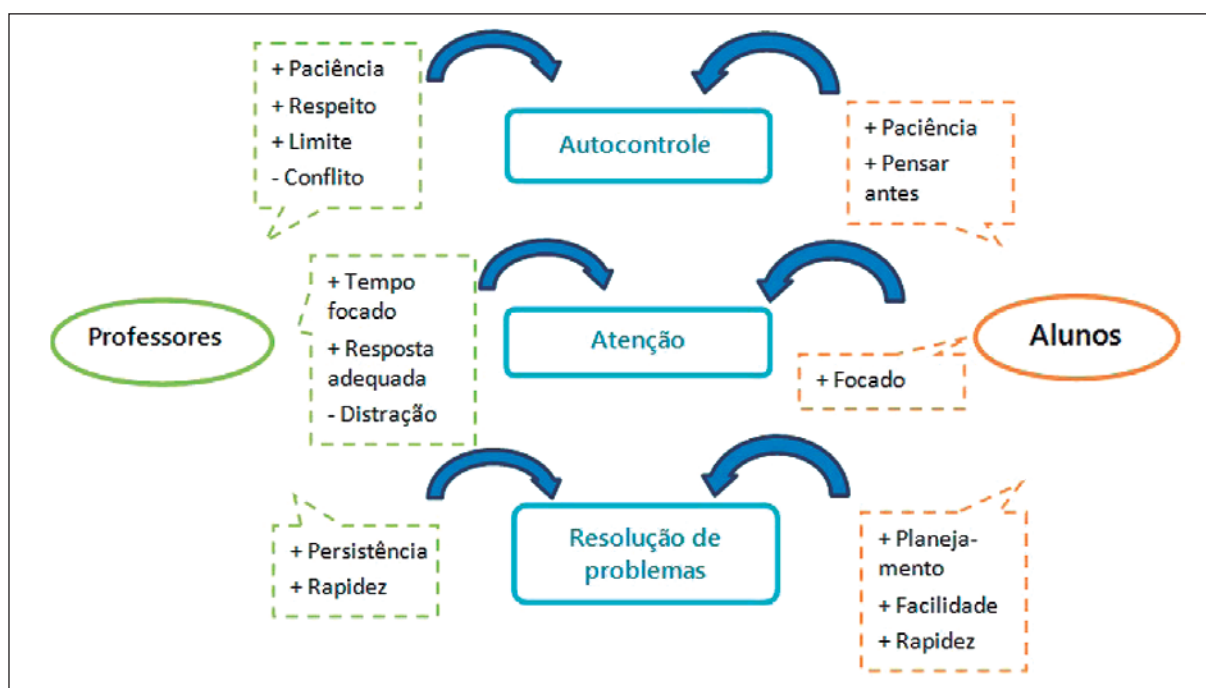 + Paciência
+ Respeito
+ Limite
- Conflito
Autocontrole
+ Paciência
+ Pensar
antes
Professores
+ Tempo
focado
+ Resposta
adequada
- Distração
Atenção
+ Focado
Alunos
+ Persistência
+ Rapidez
Resolução de
problemas
+ Planeja-
mento
+ Facilidade
+ Rapidez